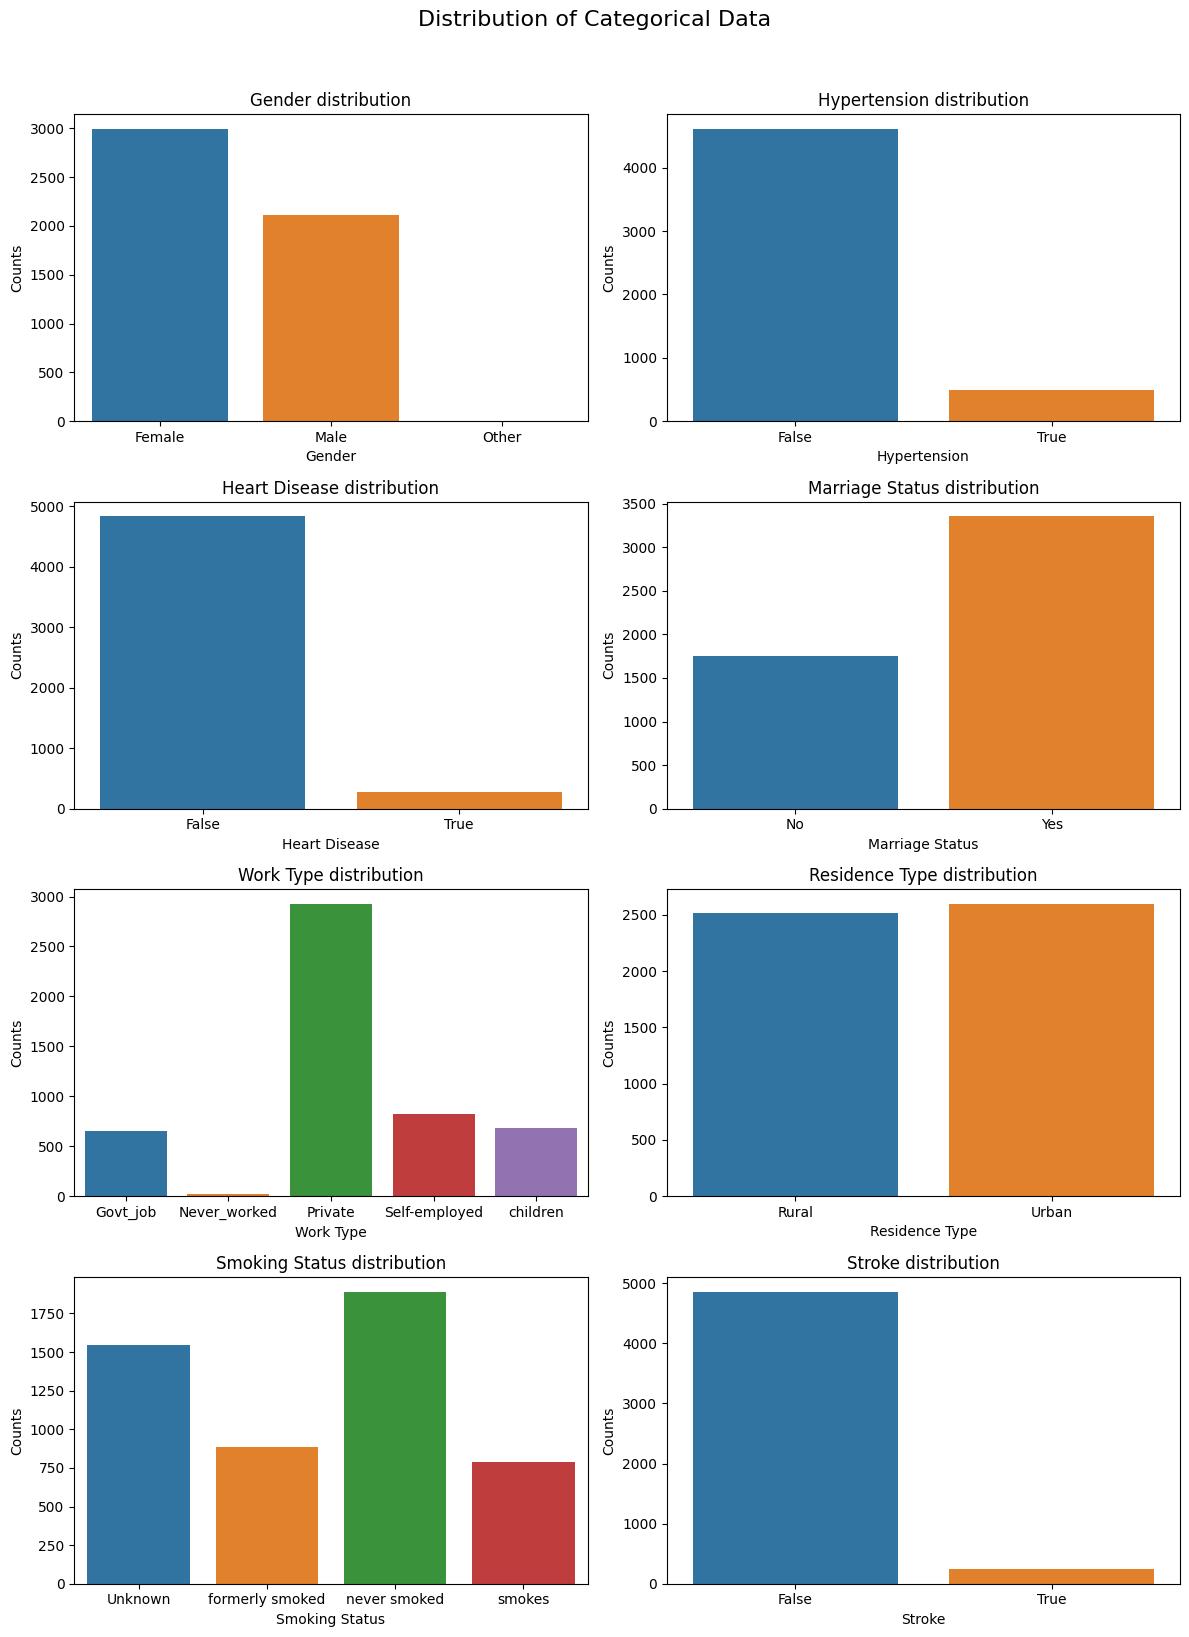 Distribution of Categorical Data
Gender distribution
3000
2500
2000
1500
1000
500
0
Counts
Female Male Other
Gender
Hypertension distribution
4000
3000
2000
1000
0
Counts
False True
Hypertension
Heart Disease distribution
5000
4000
3000
2000
1000
0
Counts
False True
Heart Disease
Marriage Status distribution
3500
3000
2500
2000
1500
1000
500
0
Counts
No Yes
Marriage Status
Work Type distribution
3000
2500
2000
1500
1000
500
0
Counts
Govt_job Never_worked Private Self-employed children
Work Type
Residence Type distribution
2500
2000
1500
1000
500
0
Counts
Rural Urban
Residence Type
Smoking Status distribution
1750
1500
1250
1000
750
500
250
0
Counts
Unknown formerly smoked never smoked smokes
Smoking Status
Stroke distribution
5000
4000
3000
2000
1000
0
Counts
False True
Stroke